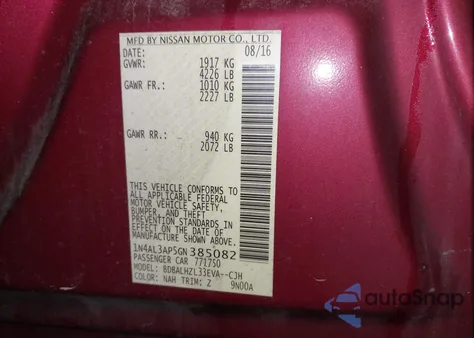 MFD BY NISSAN MOTOR CO., LTD.
DATE: 08/16
GVWR: 1917 KG
4226 LB
GAWR FR.: 1010 KG
2227 LB
GAWR RR.: 940 KG
2072 LB
THIS VEHICLE CONFORMS TO
ALL APPLICABLE FEDERAL
MOTOR VEHICLE SAFETY,
BUMPER, AND THEFT
PREVENTION STANDARDS IN
EFFECT ON THE DATE OF
MANUFACTURE SHOWN ABOVE.
1N4AL3AP5GN385082
PASSENGER CAR 771750
MODEL: BDBALHZL33EVA--CJH
COLOR: NAH TRIM: Z 9N00A
autoSnap